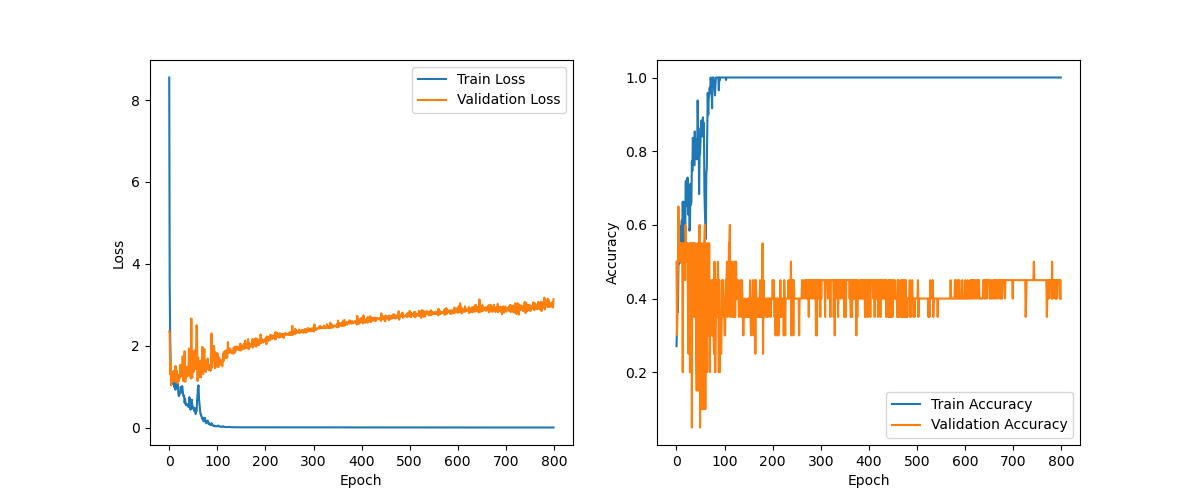 Train Loss
Validation Loss
Loss
8
6
4
2
0
0 100 200 300 400 500 600 700 800
Epoch
Accuracy
1.0
0.8
0.6
0.4
0.2
Train Accuracy
Validation Accuracy
0 100 200 300 400 500 600 700 800
Epoch